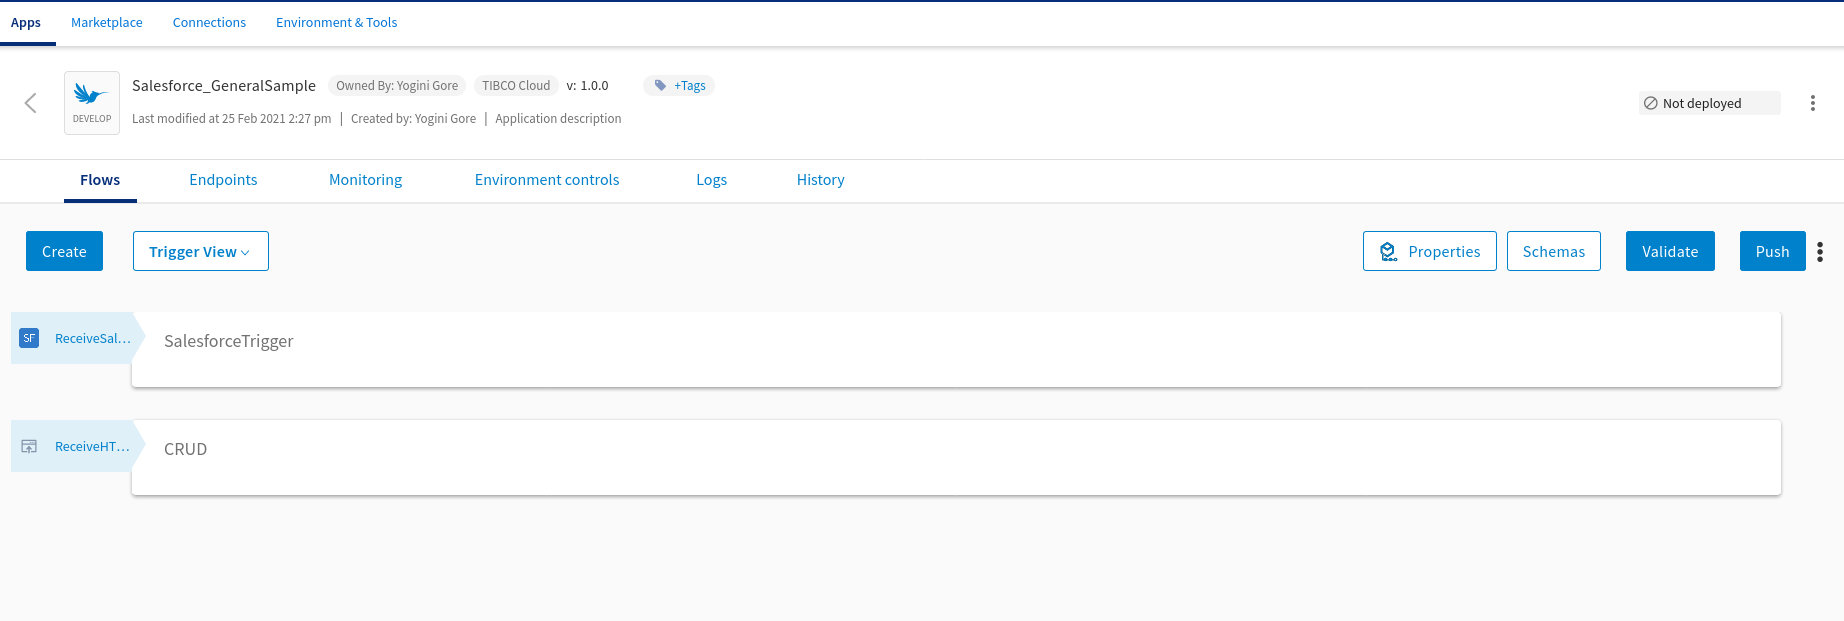 Apps Marketplace Connections Environment & Tools
Salesforce_GeneralSample Owned By: Yogini Gore TIBCO Cloud v: 1.0.0 +Tags
DEVELOP
Last modified at 25 Feb 2021 2:27 pm | Created by: Yogini Gore | Application description
Not deployed
Flows Endpoints Monitoring Environment controls Logs History
Create Trigger View Properties Schemas Validate Push
SF ReceiveSal... SalesforceTrigger
ReceiveHT... CRUD